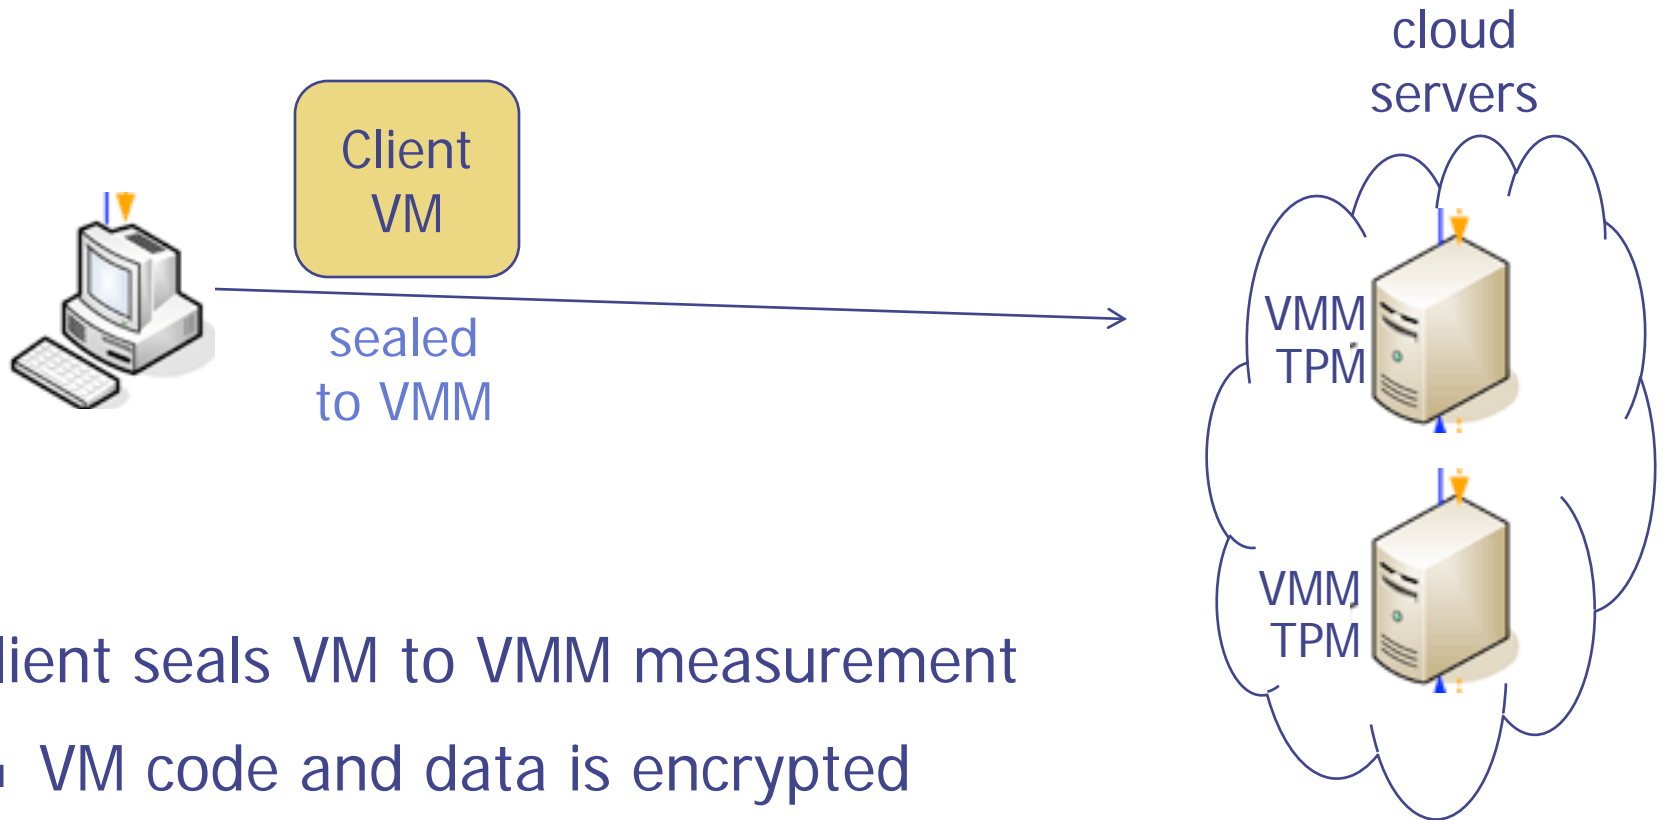 cloud
servers
Client
VM
sealed
to VMM
VMM
TPM
VMM
TPM
lient seals VM to VMM measurement
VM code and data is encrypted